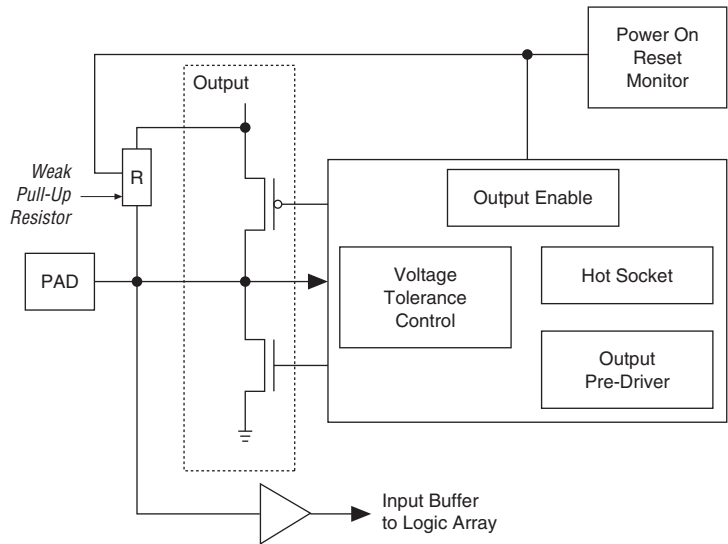 Power On
Reset
Monitor
Output
Weak
Pull-Up
Resistor
R
Output Enable
PAD
Voltage
Tolerance
Control
Hot Socket
Output
Pre-Driver
Input Buffer
to Logic Array